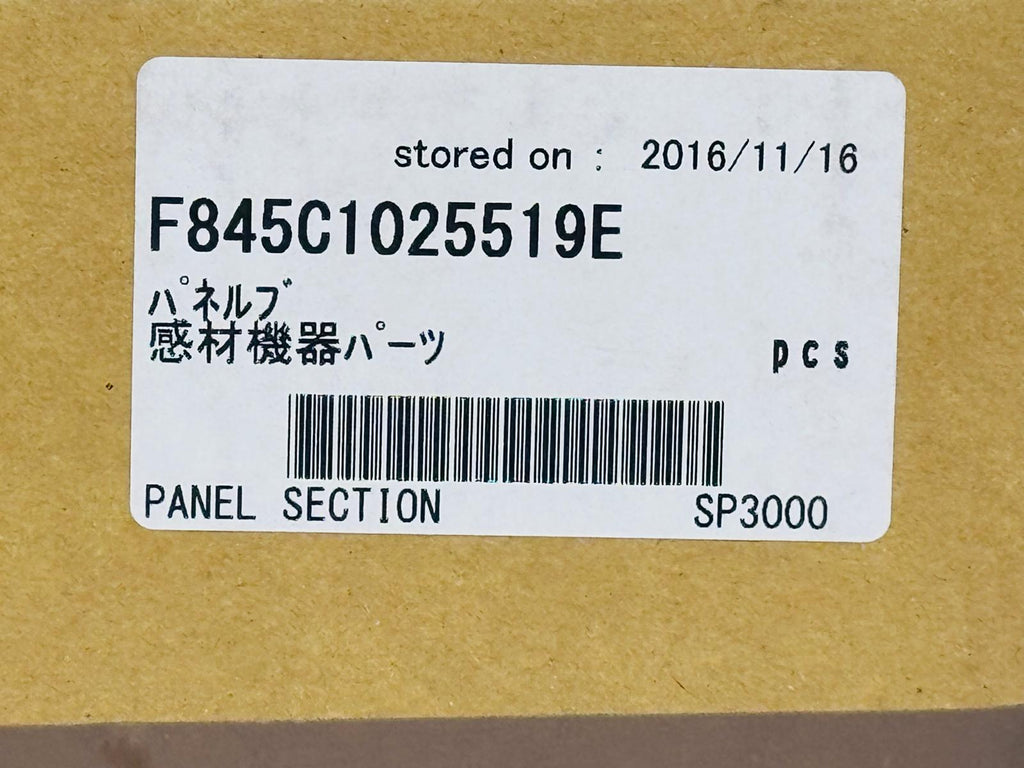 stored on : 2016/11/16
F845C1025519E
パネルブ
感材機器パーツ pcs
PANEL SECTION SP3000